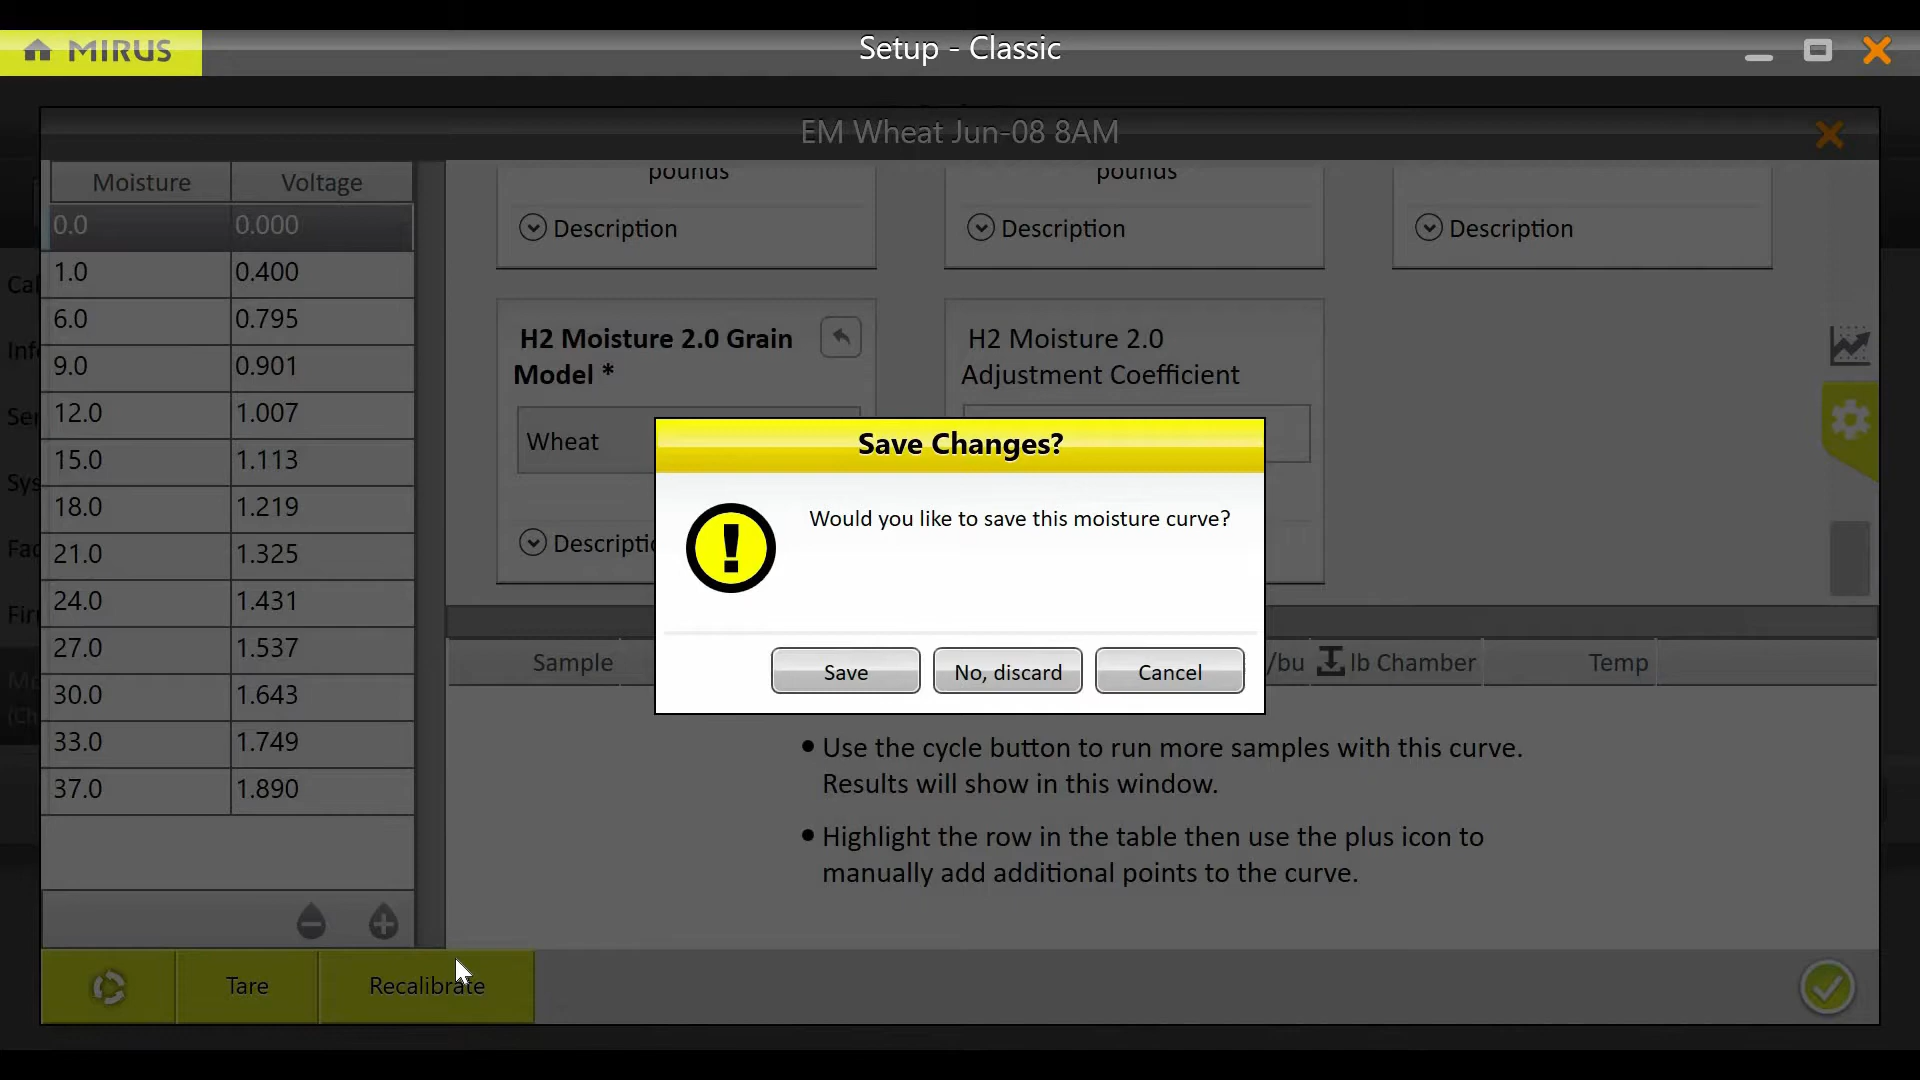 MIRUS
Setup - Classic
EM Wheat Jun-08 8AM
Moisture Voltage
0.0 0.000
1.0 0.400
6.0 0.795
9.0 0.901
12.0 1.007
15.0 1.113
18.0 1.219
21.0 1.325
24.0 1.431
27.0 1.537
30.0 1.643
33.0 1.749
37.0 1.890
pounds pounds
Description Description Description
H2 Moisture 2.0 Grain
Model *
Wheat
H2 Moisture 2.0
Adjustment Coefficient
Save Changes?
Would you like to save this moisture curve?
Save No, discard Cancel
Sample /bu lb Chamber Temp
• Use the cycle button to run more samples with this curve.
Results will show in this window.
• Highlight the row in the table then use the plus icon to
manually add additional points to the curve.
Tare Recalibrate